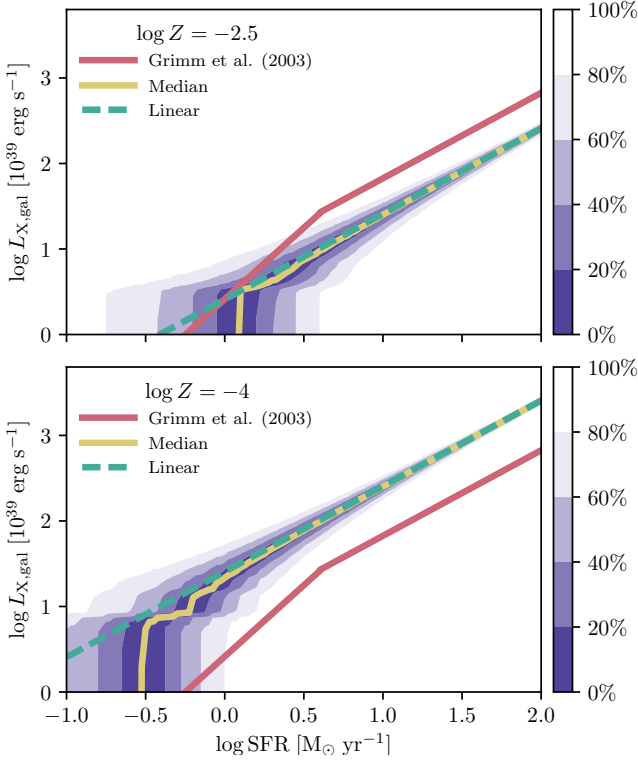 log Z = −2.5
Grimm et al. (2003)
Median
Linear
log L_X,gal [10^39 erg s^−1]
3
2
1
0
100%
80%
60%
40%
20%
0%
log Z = −4
Grimm et al. (2003)
Median
Linear
log L_X,gal [10^39 erg s^−1]
3
2
1
0
100%
80%
60%
40%
20%
0%
−1.0 −0.5 0.0 0.5 1.0 1.5 2.0
log SFR [M_⊙ yr^−1]